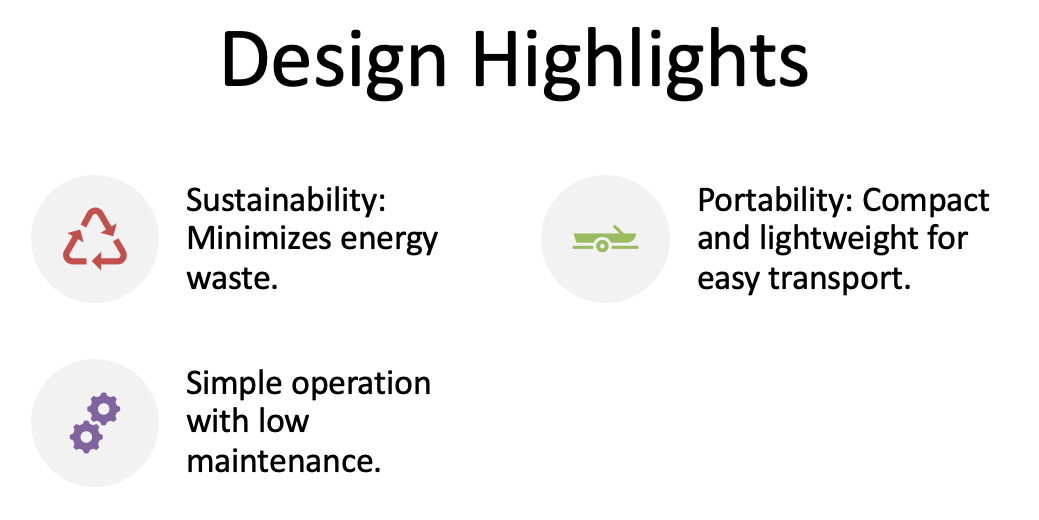 Design Highlights
Sustainability:
Minimizes energy
waste.
Portability: Compact
and lightweight for
easy transport.
Simple operation
with low
maintenance.